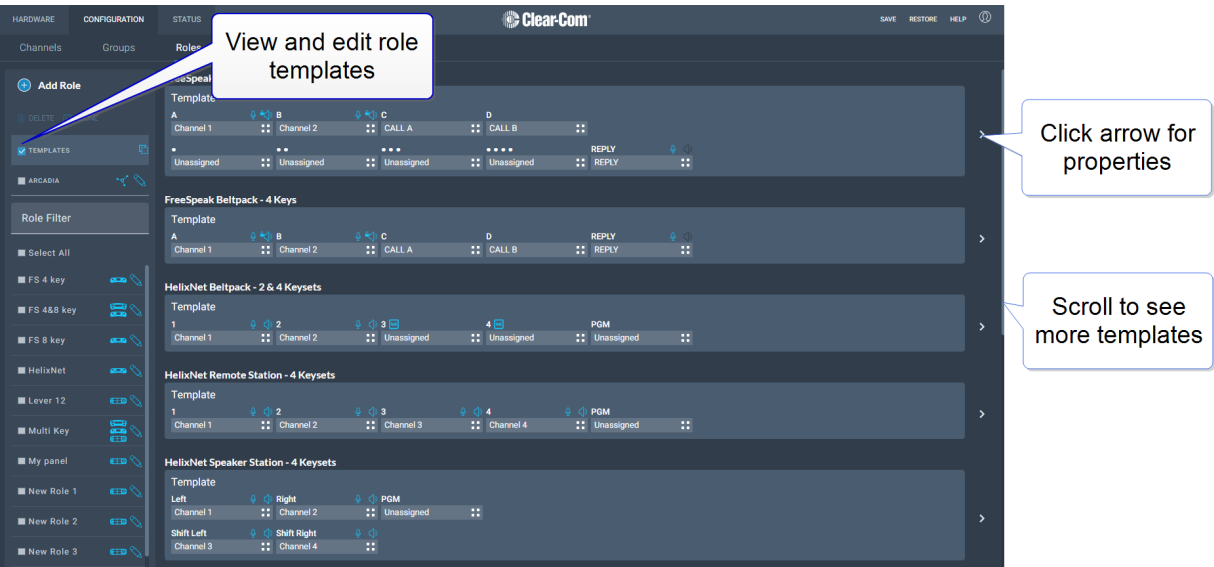 HARDWARE CONFIGURATION STATUS Clear-Com® SAVE RESTORE HELP
Channels Groups Roles
View and edit role
templates
Add Role
DELETE
TEMPLATES
ARCADIA
Role Filter
Select All
FS 4 key
FS 4&8 key
FS 8 key
HelixNet
Lever 12
Multi Key
My panel
New Role 1
New Role 2
New Role 3
Template
A B C D
Channel 1 Channel 2 CALL A CALL B
• •• ••• •••• REPLY
Unassigned Unassigned Unassigned Unassigned REPLY
FreeSpeak Beltpack - 4 Keys
Template
A B C D REPLY
Channel 1 Channel 2 CALL A CALL B REPLY
HelixNet Beltpack - 2 & 4 Keysets
Template
1 2 3 4 PGM
Channel 1 Channel 2 Unassigned Unassigned Unassigned
HelixNet Remote Station - 4 Keysets
Template
1 2 3 4 PGM
Channel 1 Channel 2 Channel 3 Channel 4 Unassigned
HelixNet Speaker Station - 4 Keysets
Template
Left Right PGM
Channel 1 Channel 2 Unassigned
Shift Left Shift Right
Channel 3 Channel 4
Click arrow for
properties
Scroll to see
more templates